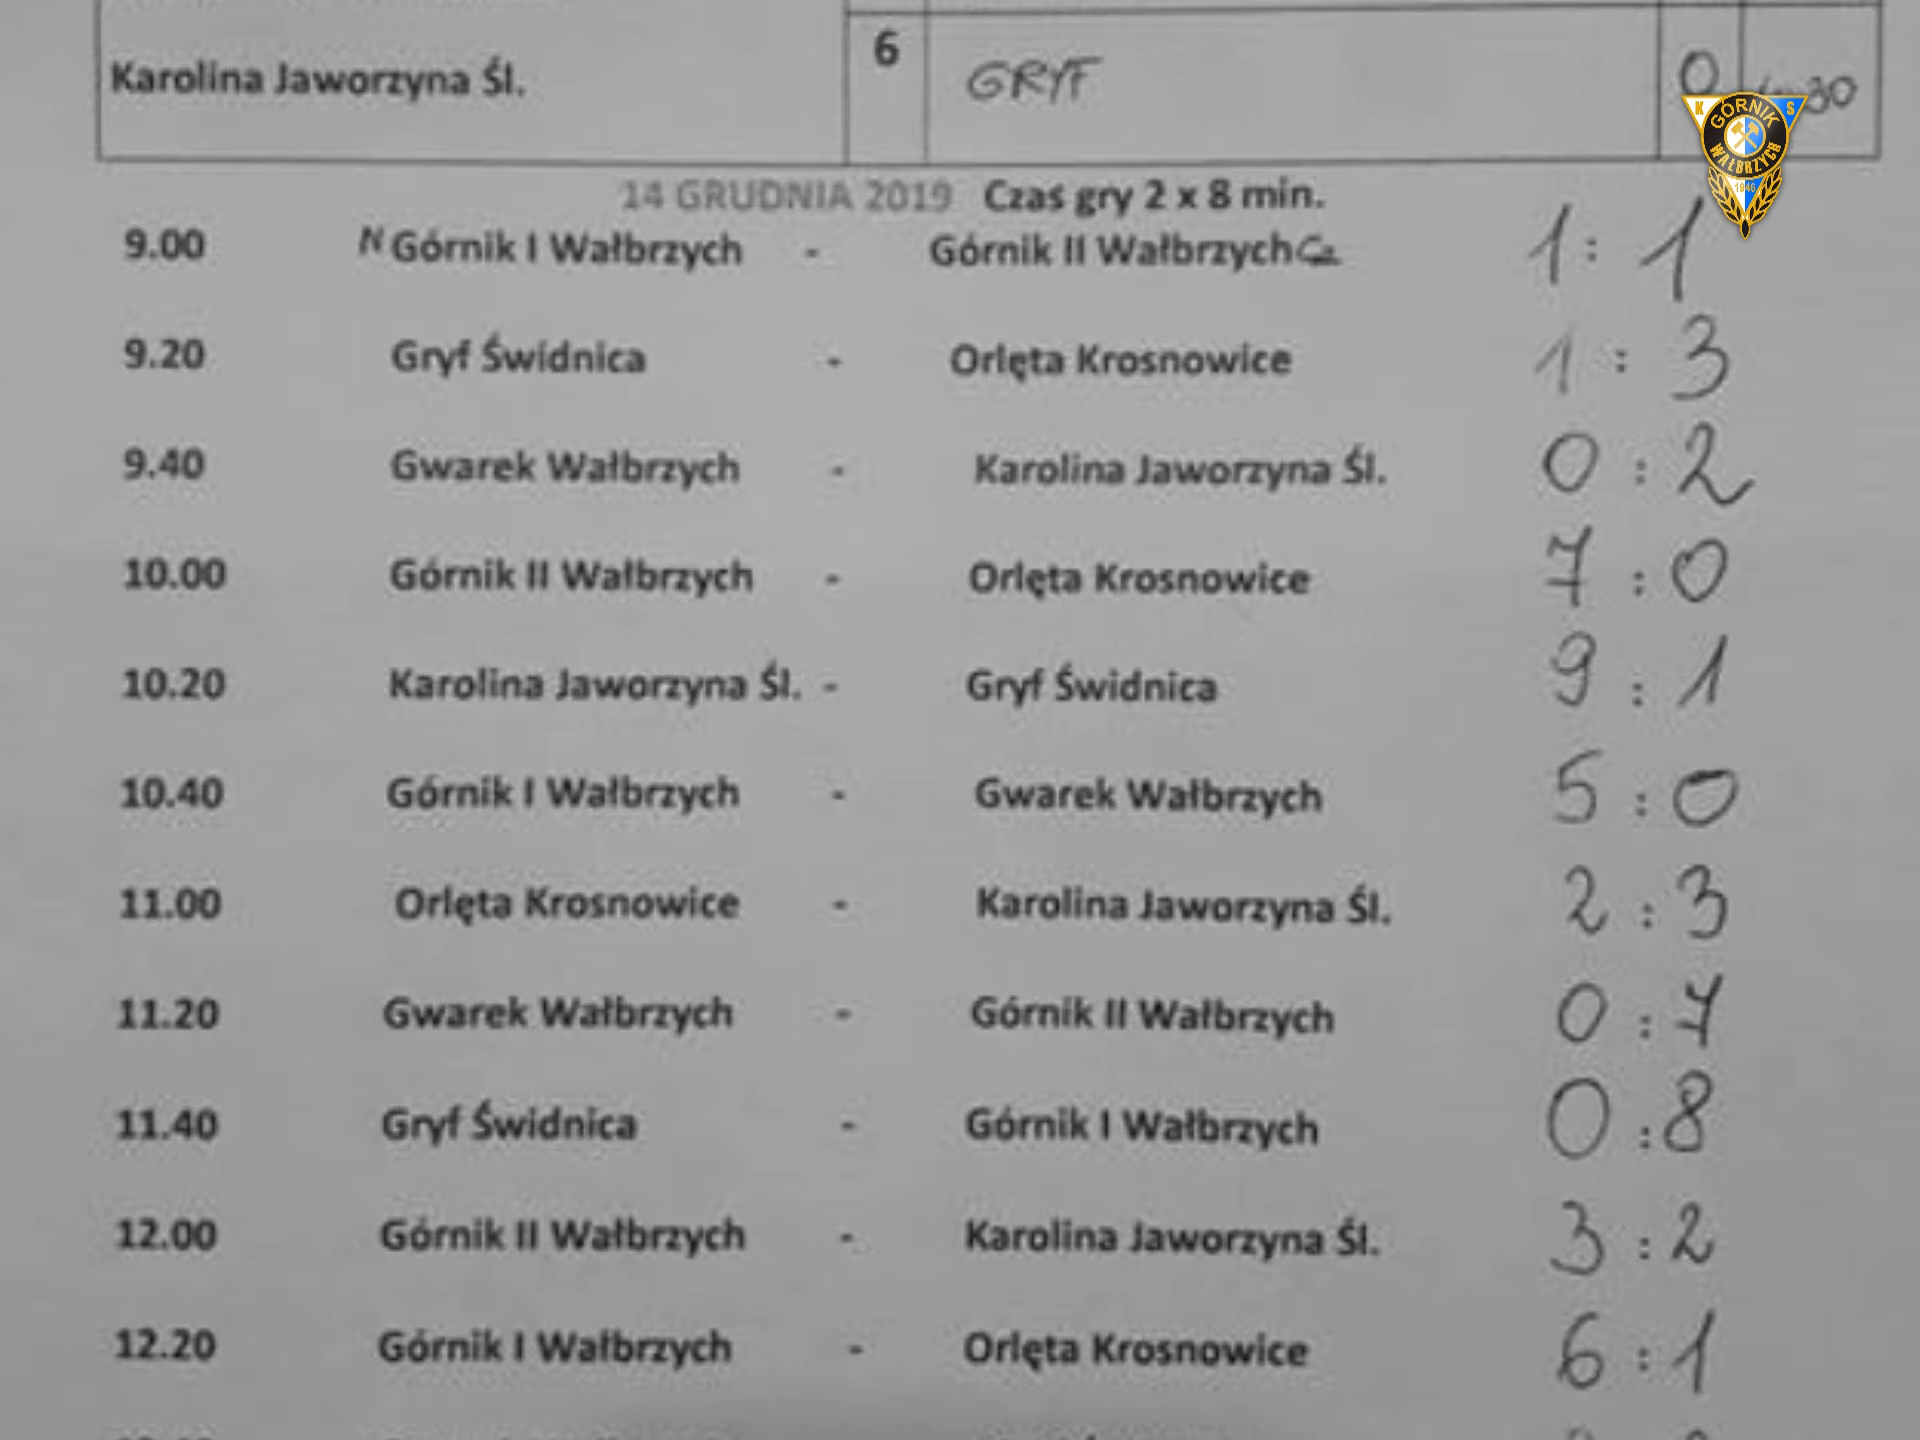 Karolina Jaworzyna Śl. 6 GRYF 0 30
K S GÓRNIK WAŁBRZYCH 1946
14 GRUDNIA 2019 Czas gry 2 x 8 min.
9.00 N Górnik I Wałbrzych - Górnik II Wałbrzych 1 : 1
9.20 Gryf Świdnica - Orlęta Krosnowice 1 : 3
9.40 Gwarek Wałbrzych - Karolina Jaworzyna Śl. 0 : 2
10.00 Górnik II Wałbrzych - Orlęta Krosnowice 7 : 0
10.20 Karolina Jaworzyna Śl. - Gryf Świdnica 9 : 1
10.40 Górnik I Wałbrzych - Gwarek Wałbrzych 5 : 0
11.00 Orlęta Krosnowice - Karolina Jaworzyna Śl. 2 : 3
11.20 Gwarek Wałbrzych - Górnik II Wałbrzych 0 : 7
11.40 Gryf Świdnica - Górnik I Wałbrzych 0 : 8
12.00 Górnik II Wałbrzych - Karolina Jaworzyna Śl. 3 : 2
12.20 Górnik I Wałbrzych - Orlęta Krosnowice 6 : 1